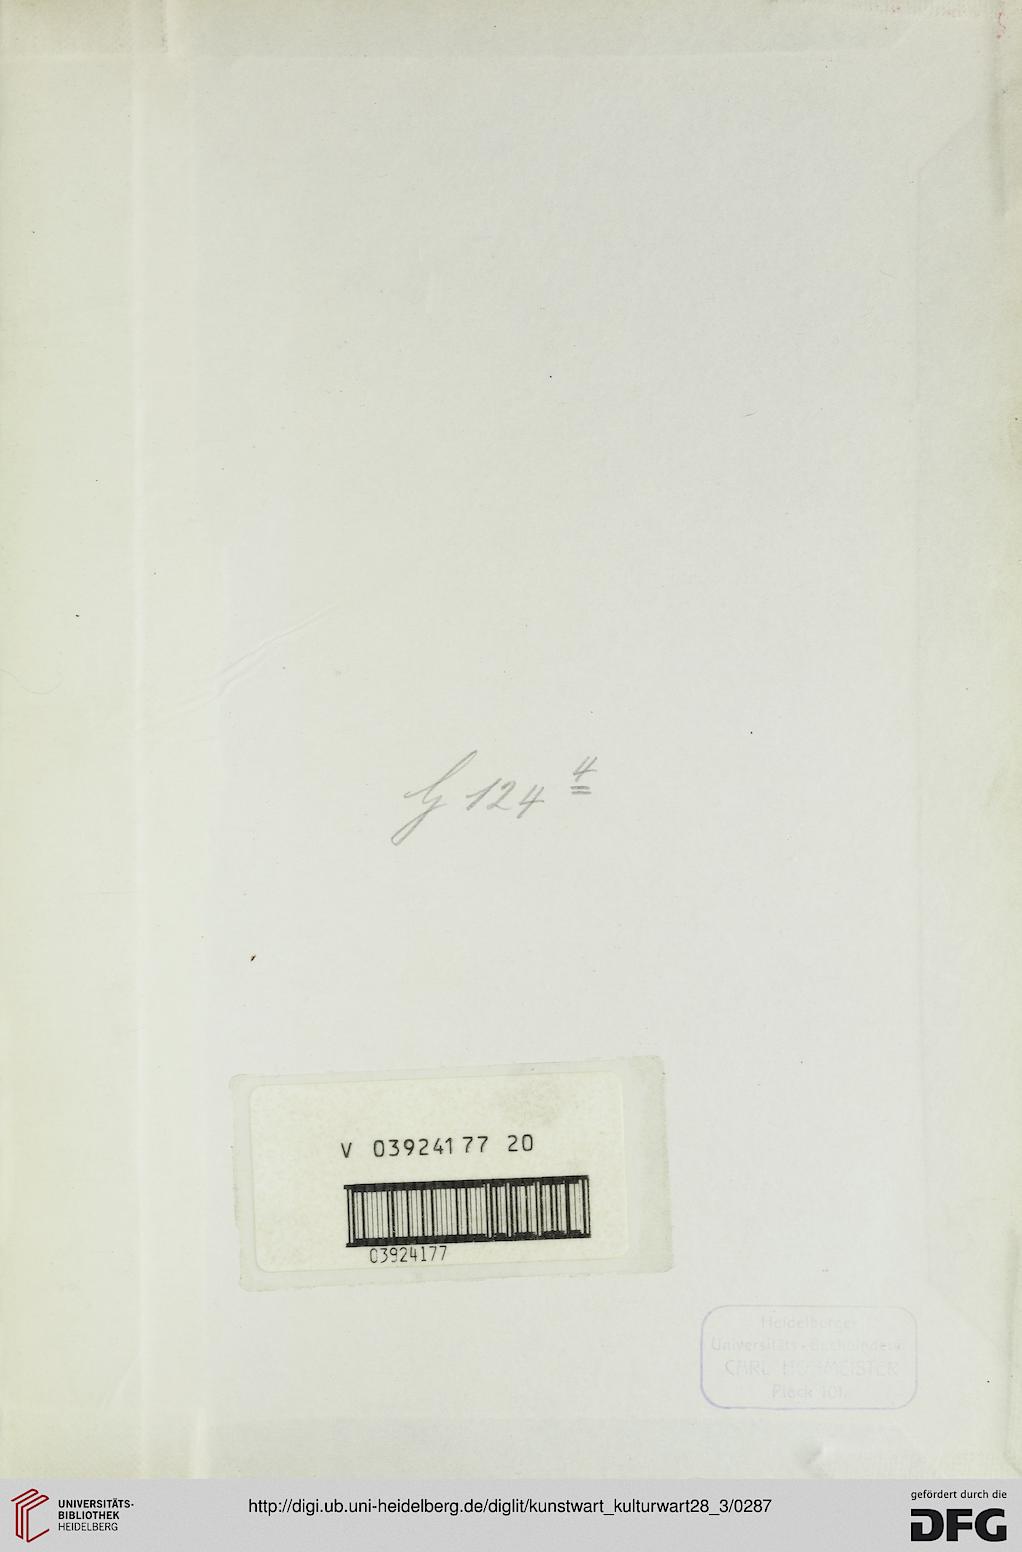 124 4
V 03924177 20
03924177
Heidelberger
Universitäts-Buchbinderei
CARL HOFMEISTER
Plöck 101
UNIVERSITÄTS-
BIBLIOTHEK
HEIDELBERG
http://digi.ub.uni-heidelberg.de/diglit/kunstwart_kulturwart28_3/0287
gefördert durch die
DFG